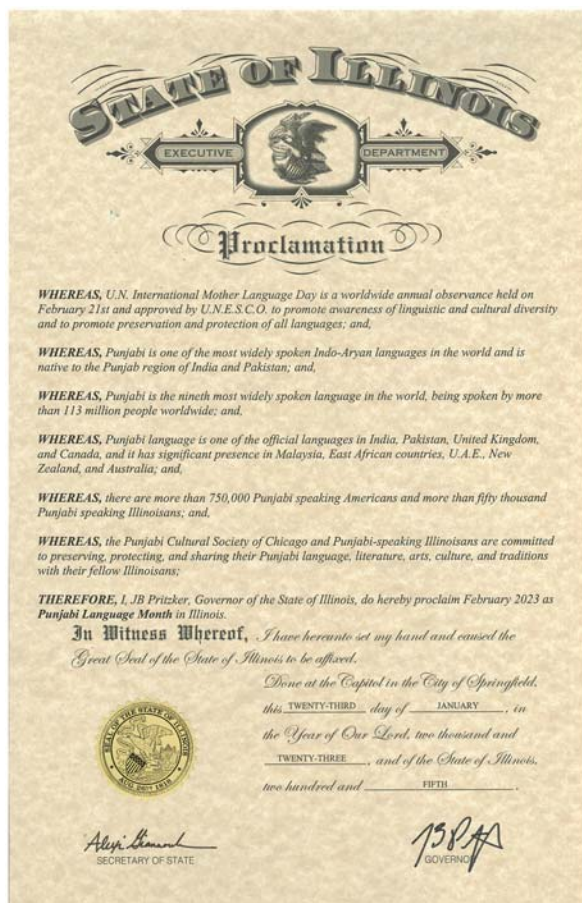 STATE OF ILLINOIS
EXECUTIVE DEPARTMENT
Proclamation
WHEREAS, U.N. International Mother Language Day is a worldwide annual observance held on
February 21st and approved by U.N.E.S.C.O. to promote awareness of linguistic and cultural diversity
and to promote preservation and protection of all languages; and,
WHEREAS, Punjabi is one of the most widely spoken Indo-Aryan languages in the world and is
native to the Punjab region of India and Pakistan; and,
WHEREAS, Punjabi is the nineth most widely spoken language in the world, being spoken by more
than 113 million people worldwide; and,
WHEREAS, Punjabi language is one of the official languages in India, Pakistan, United Kingdom,
and Canada, and it has significant presence in Malaysia, East African countries, U.A.E., New
Zealand, and Australia; and,
WHEREAS, there are more than 750,000 Punjabi speaking Americans and more than fifty thousand
Punjabi speaking Illinoisans; and,
WHEREAS, the Punjabi Cultural Society of Chicago and Punjabi-speaking Illinoisans are committed
to preserving, protecting, and sharing their Punjabi language, literature, arts, culture, and traditions
with their fellow Illinoisans;
THEREFORE, I, JB Pritzker, Governor of the State of Illinois, do hereby proclaim February 2023 as
Punjabi Language Month in Illinois.
In Witness Whereof, I have hereunto set my hand and caused the
Great Seal of the State of Illinois to be affixed.
Done at the Capitol in the City of Springfield,
this TWENTY-THIRD day of JANUARY, in
the Year of Our Lord, two thousand and
TWENTY-THREE, and of the State of Illinois,
two hundred and FIFTH.
SEAL OF THE STATE OF ILLINOIS
AUG. 26TH 1818
SECRETARY OF STATE
GOVERNOR